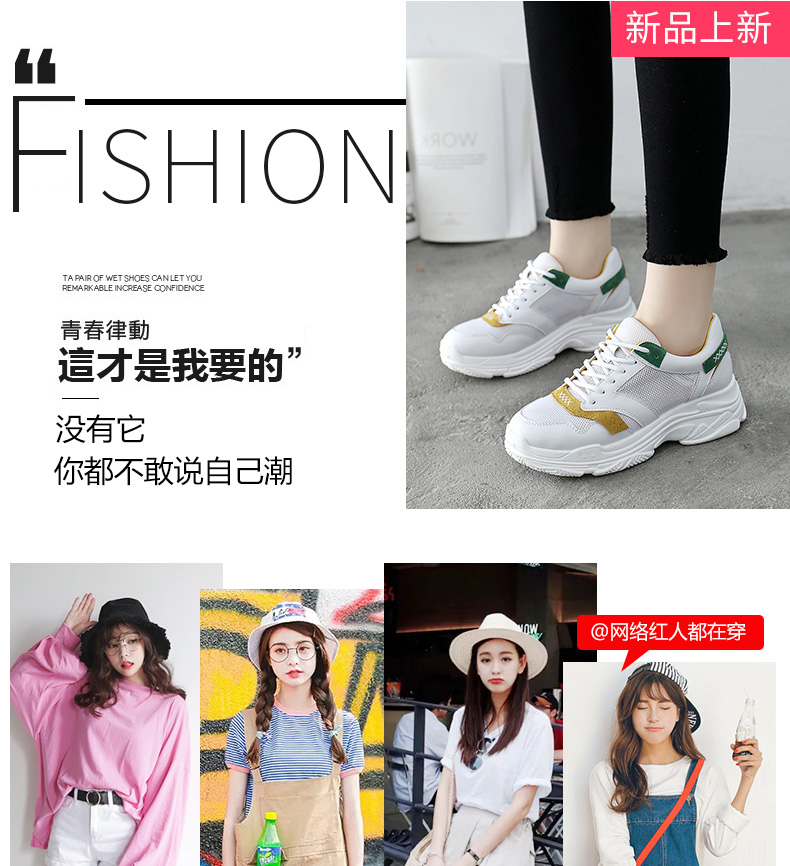 新品上新
❝
FISHION
TA PAIR OF WET SHOES CAN LET YOU
REMARKABLE INCREASE CONFIDENCE
青春律動
這才是我要的”
没有它
你都不敢说自己潮
WORK
@网络红人都在穿